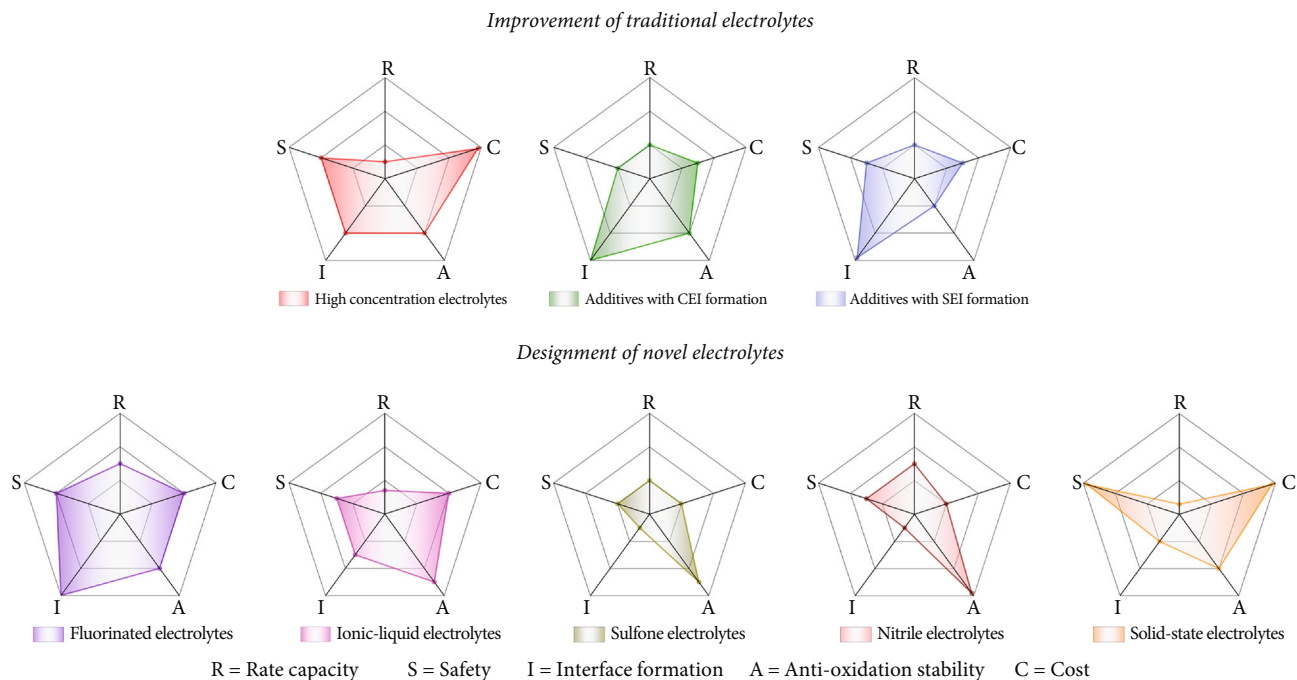 Improvement of traditional electrolytes
R
S
C
I
A
High concentration electrolytes
R
S
C
I
A
Additives with CEI formation
R
S
C
I
A
Additives with SEI formation
Designment of novel electrolytes
R
S
C
I
A
Fluorinated electrolytes
R
S
C
I
A
Ionic-liquid electrolytes
R
S
C
I
A
Sulfone electrolytes
R
S
C
I
A
Nitrile electrolytes
R
S
C
I
A
Solid-state electrolytes
R = Rate capacity S = Safety I = Interface formation A = Anti-oxidation stability C = Cost